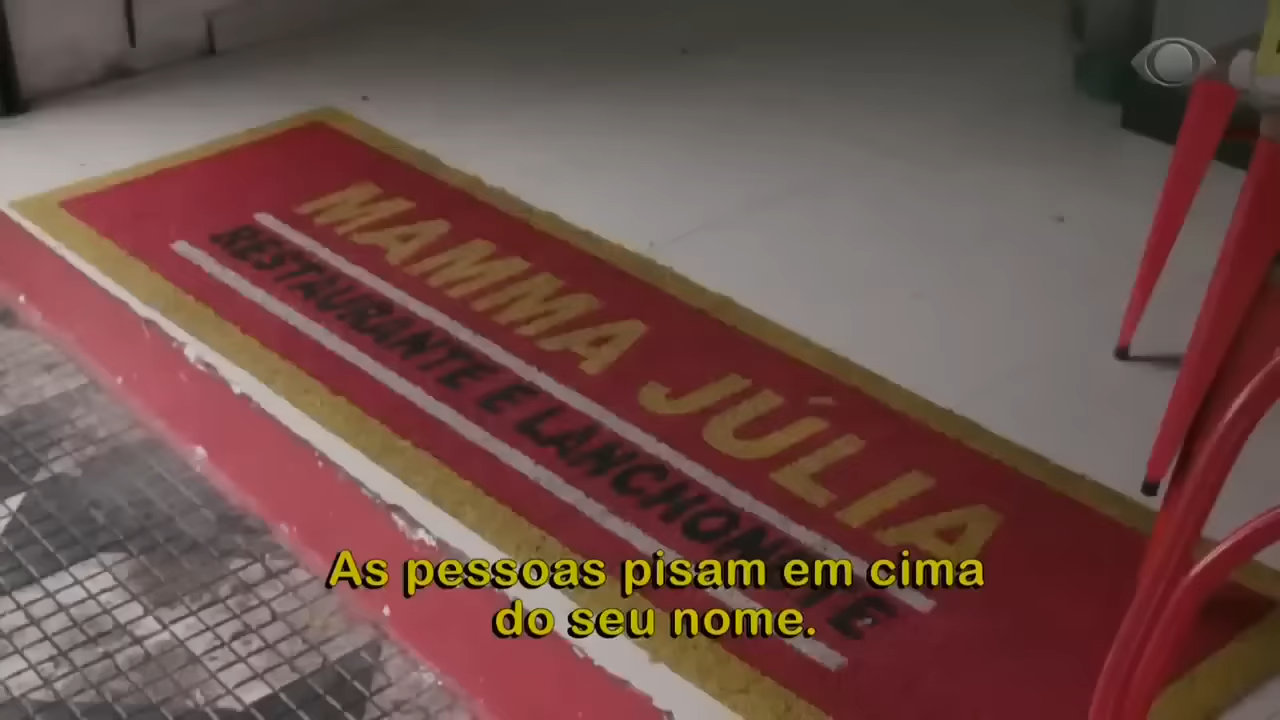 MAMMA JÚLIA
RESTAURANTE E LANCHONETE
As pessoas pisam em cima
do seu nome.